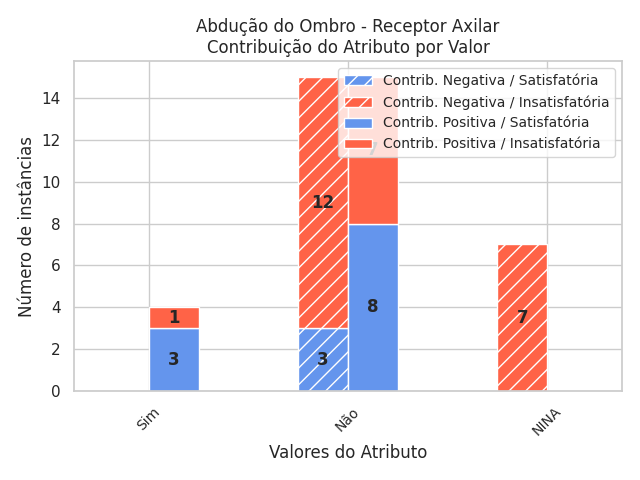 Abdução do Ombro - Receptor Axilar
Contribuição do Atributo por Valor
Contrib. Negativa / Satisfatória
Contrib. Negativa / Insatisfatória
Contrib. Positiva / Satisfatória
Contrib. Positiva / Insatisfatória
Número de instâncias
14
12
10
8
6
4
2
0
1
3
12
3
8
7
Sim
Não
NINA
Valores do Atributo